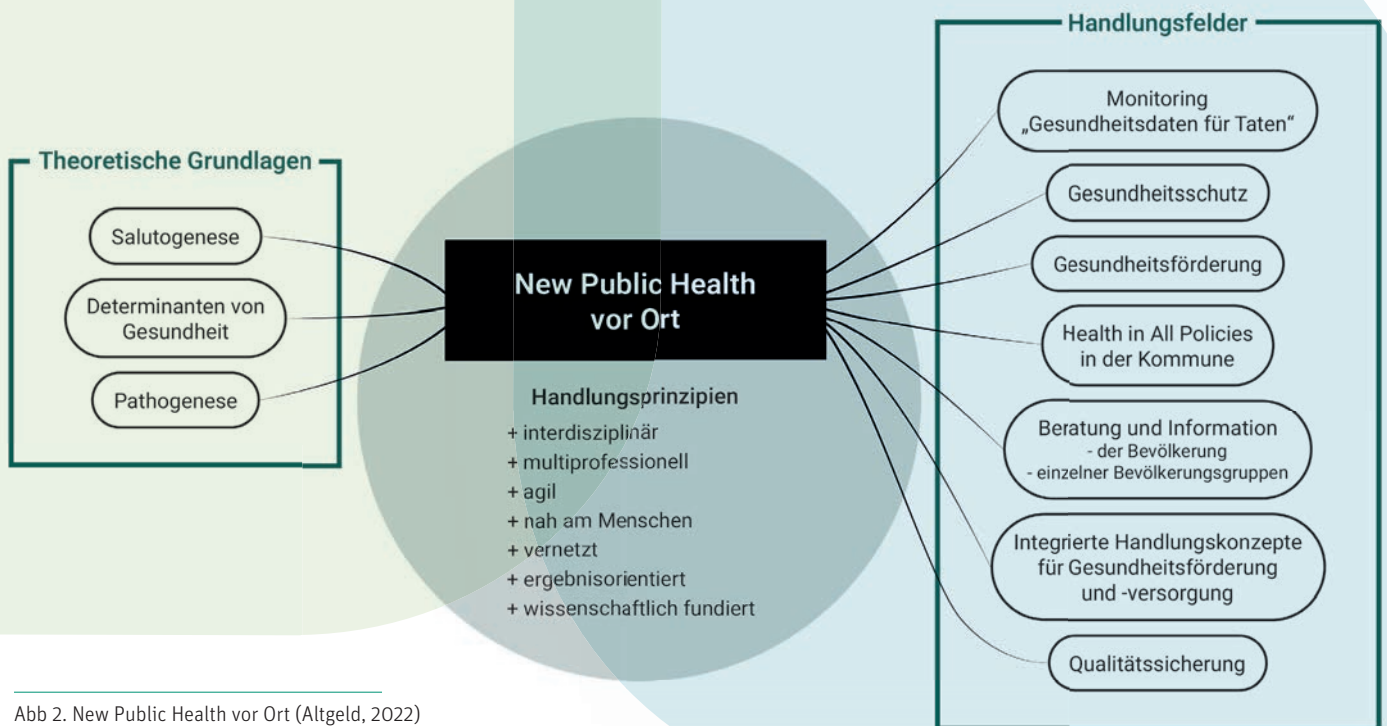 Theoretische Grundlagen
Salutogenese
Determinanten von
Gesundheit
Pathogenese
New Public Health
vor Ort
Handlungsprinzipien
+ interdisziplinär
+ multiprofessionell
+ agil
+ nah am Menschen
+ vernetzt
+ ergebnisorientiert
+ wissenschaftlich fundiert
Handlungsfelder
Monitoring
„Gesundheitsdaten für Taten“
Gesundheitsschutz
Gesundheitsförderung
Health in All Policies
in der Kommune
Beratung und Information
- der Bevölkerung
- einzelner Bevölkerungsgruppen
Integrierte Handlungskonzepte
für Gesundheitsförderung
und -versorgung
Qualitätssicherung
Abb 2. New Public Health vor Ort (Altgeld, 2022)